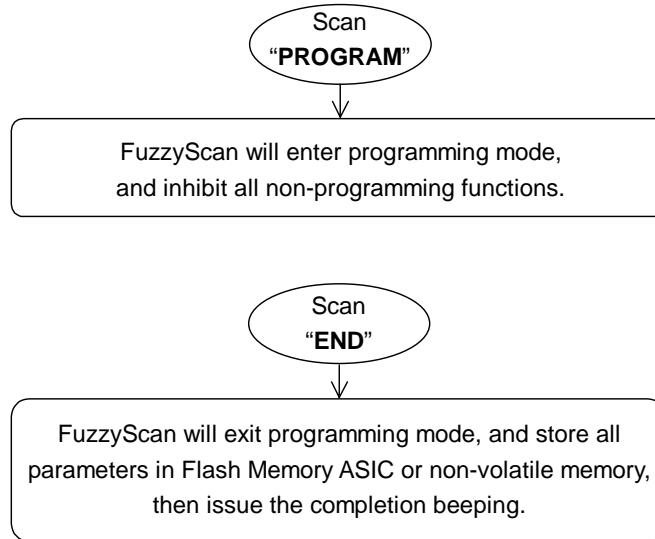 Scan
“PROGRAM”
FuzzyScan will enter programming mode,
and inhibit all non-programming functions.
Scan
“END”
FuzzyScan will exit programming mode, and store all
parameters in Flash Memory ASIC or non-volatile memory,
then issue the completion beeping.